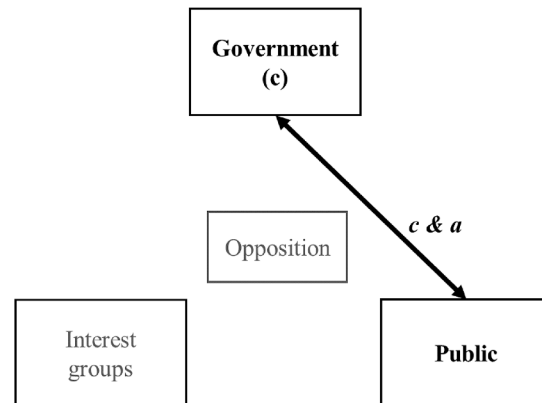 Government
(c)
c & a
Opposition
Interest
groups
Public